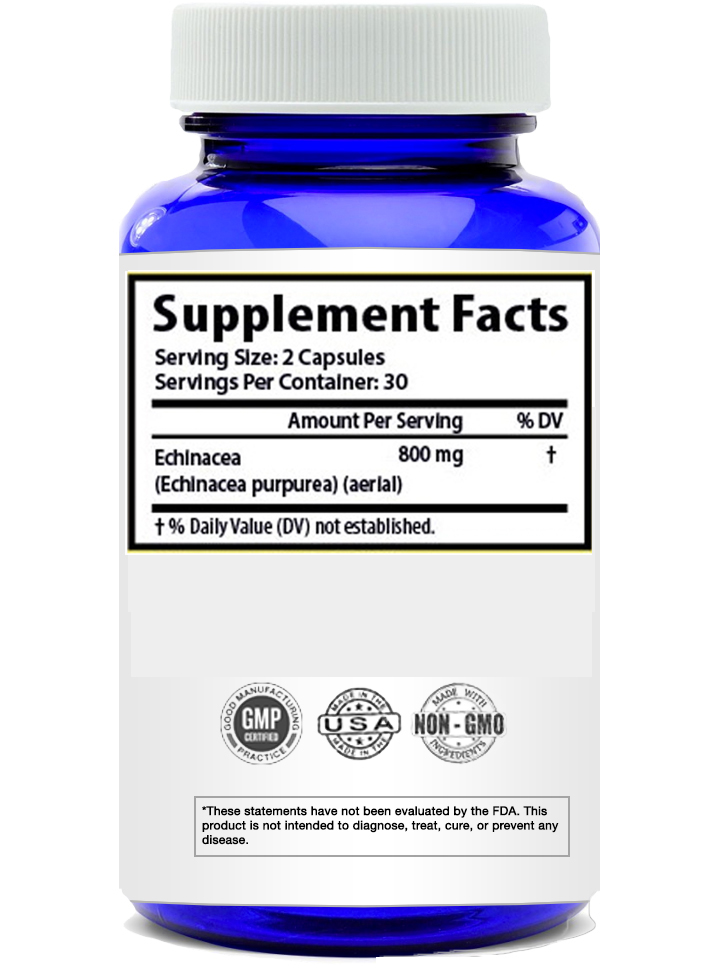 Supplement Facts
Serving Size: 2 Capsules
Servings Per Container: 30
Amount Per Serving % DV
Echinacea 800 mg †
(Echinacea purpurea) (aerial)
† % Daily Value (DV) not established.
GOOD MANUFACTURING
GMP
CERTIFIED
PRACTICE
MADE IN THE
USA
MADE IN THE
MADE WITH
NON-GMO
INGREDIENTS
*These statements have not been evaluated by the FDA. This
product is not intended to diagnose, treat, cure, or prevent any
disease.